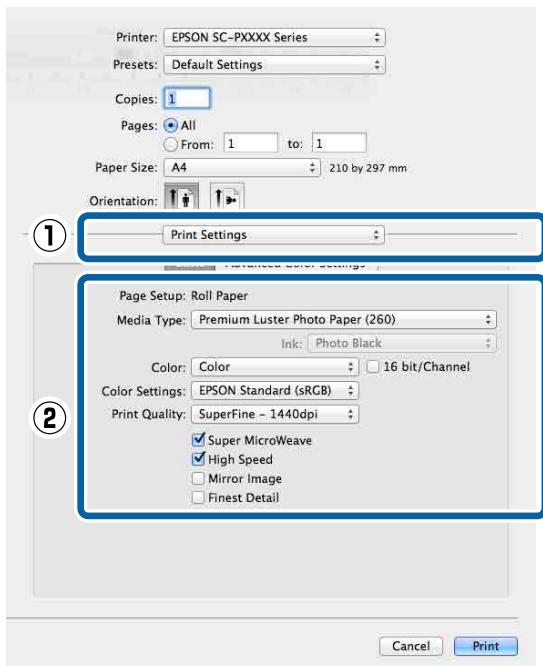 Printer: EPSON SC-PXXXX Series
Presets: Default Settings
Copies: 1
Pages: All
From: 1 to: 1
Paper Size: A4 210 by 297 mm
Orientation:
1 Print Settings
Advanced Color Settings
Page Setup: Roll Paper
Media Type: Premium Luster Photo Paper (260)
Ink: Photo Black
Color: Color 16 bit/Channel
Color Settings: EPSON Standard (sRGB)
2 Print Quality: SuperFine – 1440dpi
Super MicroWeave
High Speed
Mirror Image
Finest Detail
Cancel Print